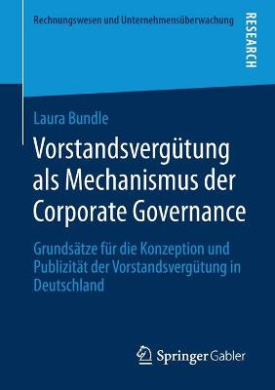 Rechnungswesen und Unternehmensüberwachung
RESEARCH
Laura Bundle
Vorstandsvergütung
als Mechanismus der
Corporate Governance
Grundsätze für die Konzeption und
Publizität der Vorstandsvergütung in
Deutschland
Springer Gabler